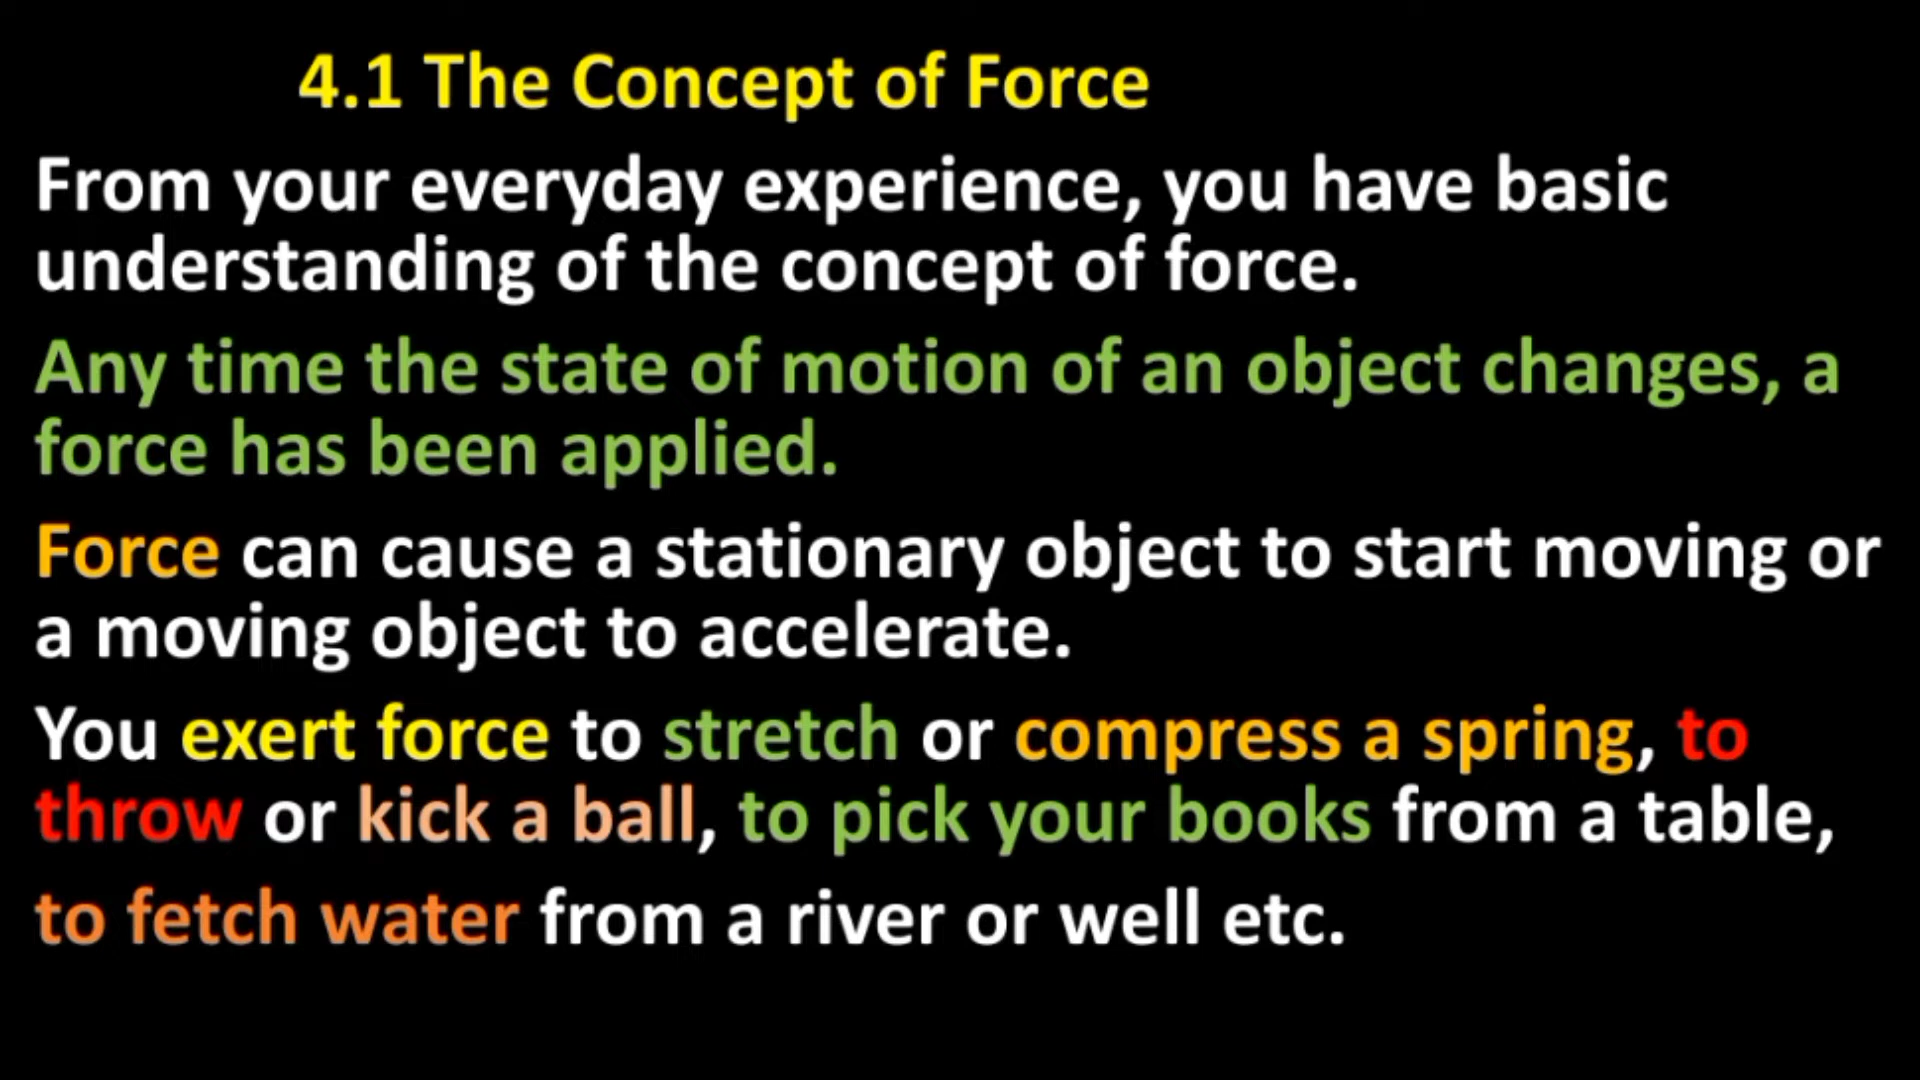 4.1 The Concept of Force
From your everyday experience, you have basic
understanding of the concept of force.
Any time the state of motion of an object changes, a
force has been applied.
Force can cause a stationary object to start moving or
a moving object to accelerate.
You exert force to stretch or compress a spring, to
throw or kick a ball, to pick your books from a table,
to fetch water from a river or well etc.